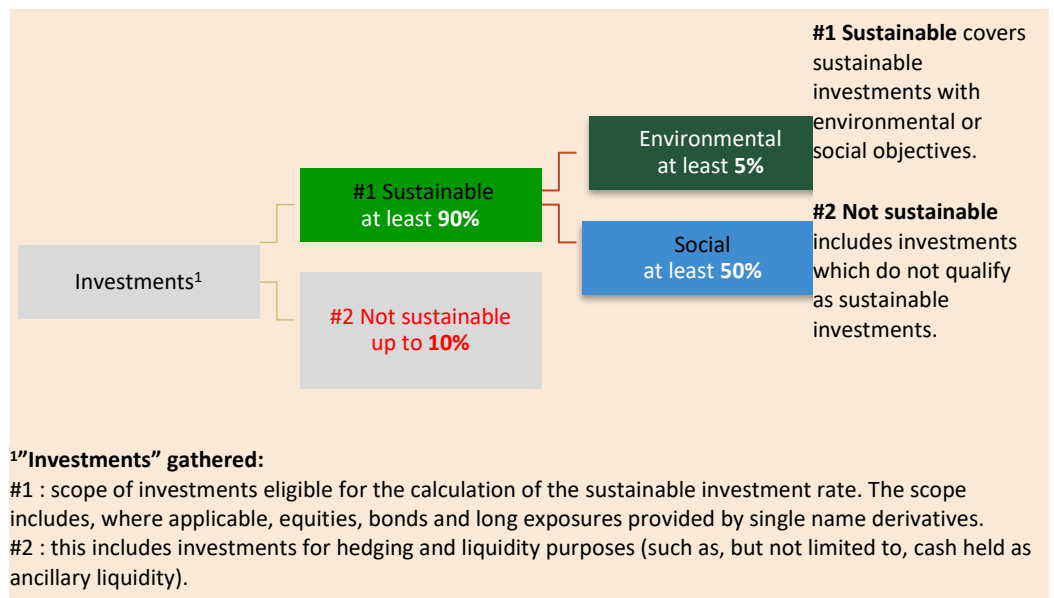 #1 Sustainable covers
sustainable
investments with
environmental or
social objectives.
Environmental
at least 5%
#1 Sustainable
at least 90%
Social
at least 50%
#2 Not sustainable
includes investments
which do not qualify
as sustainable
investments.
Investments¹
#2 Not sustainable
up to 10%
¹”Investments” gathered:
#1 : scope of investments eligible for the calculation of the sustainable investment rate. The scope
includes, where applicable, equities, bonds and long exposures provided by single name derivatives.
#2 : this includes investments for hedging and liquidity purposes (such as, but not limited to, cash held as
ancillary liquidity).